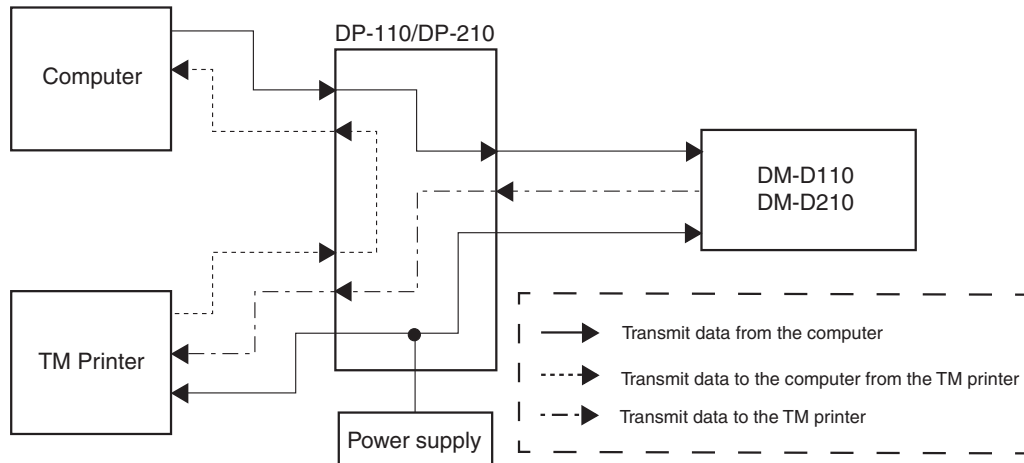 DP-110/DP-210
Computer
DM-D110
DM-D210
TM Printer
Power supply
Transmit data from the computer
Transmit data to the computer from the TM printer
Transmit data to the TM printer